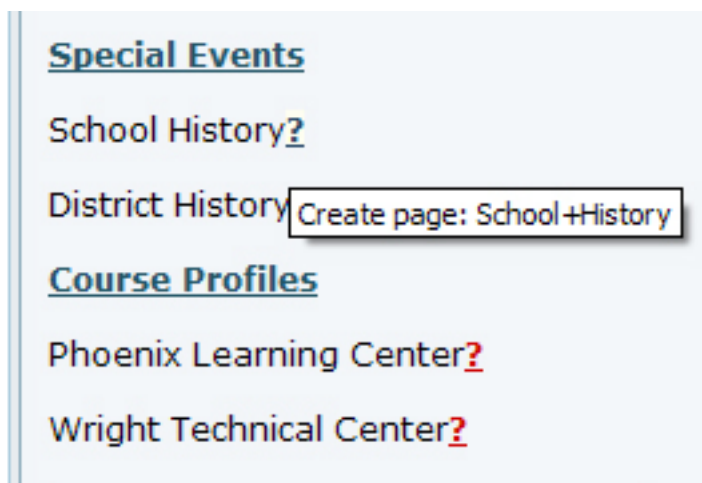 Special Events
School History?
District History
Create page: School+History
Course Profiles
Phoenix Learning Center?
Wright Technical Center?